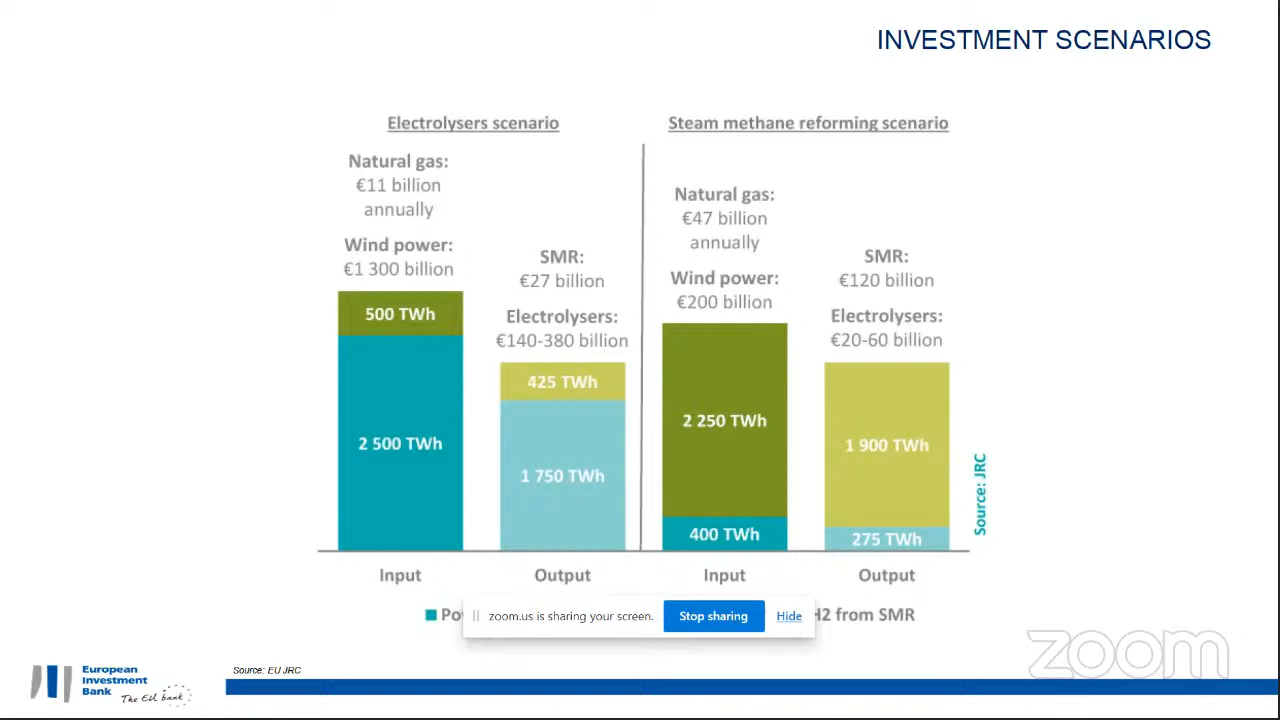 INVESTMENT SCENARIOS
Electrolysers scenario
Natural gas:
€11 billion
annually
Wind power:
€1 300 billion
SMR:
€27 billion
Electrolysers:
€140-380 billion
500 TWh
2 500 TWh
425 TWh
1 750 TWh
Input
Output
Steam methane reforming scenario
Natural gas:
€47 billion
annually
Wind power:
€200 billion
SMR:
€120 billion
Electrolysers:
€20-60 billion
2 250 TWh
400 TWh
1 900 TWh
275 TWh
Input
Output
Source: JRC
zoom.us is sharing your screen. Stop sharing Hide
H2 from SMR
zoom
European
Investment
Bank
The EU bank
Source: EU JRC